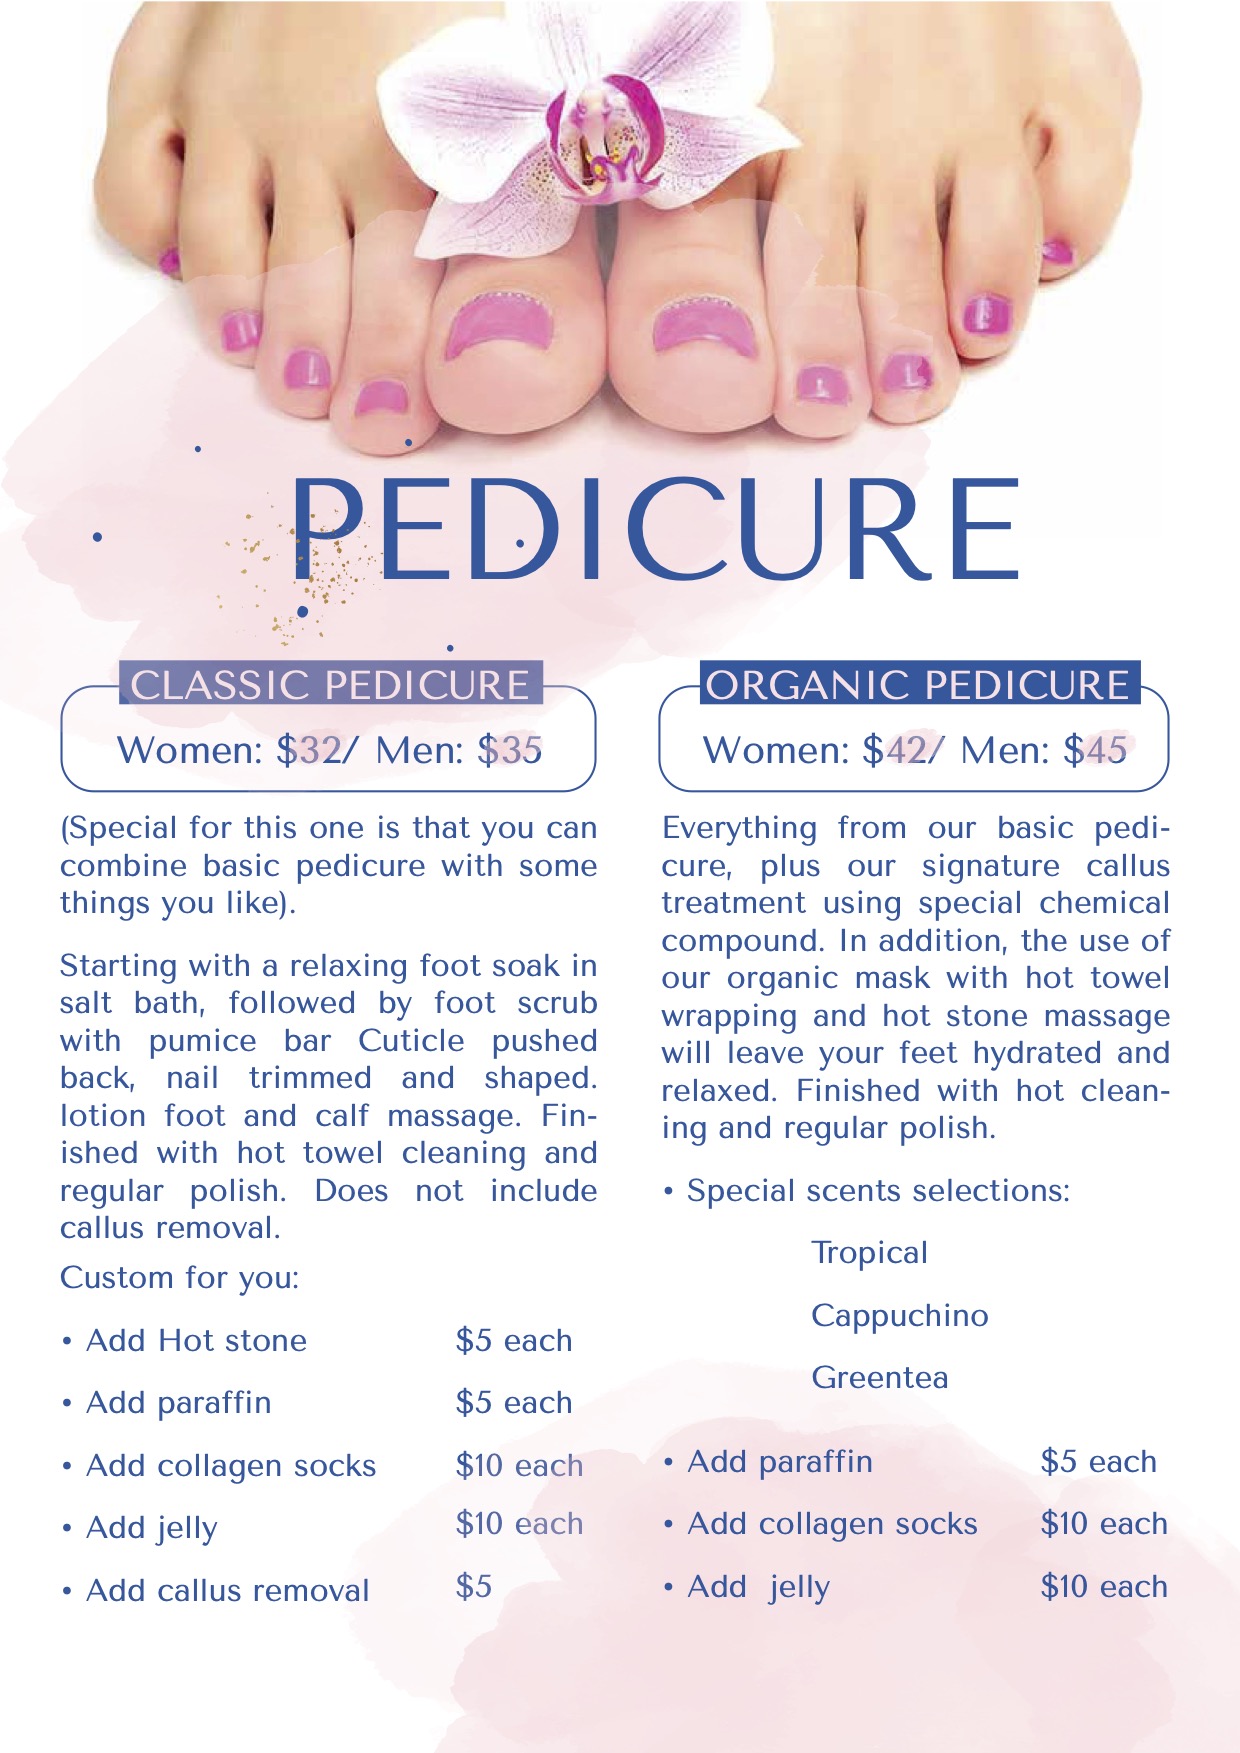 PEDICURE
CLASSIC PEDICURE
Women: $32/ Men: $35
(Special for this one is that you can
combine basic pedicure with some
things you like).
Starting with a relaxing foot soak in
salt bath, followed by foot scrub
with pumice bar Cuticle pushed
back, nail trimmed and shaped.
lotion foot and calf massage. Fin-
ished with hot towel cleaning and
regular polish. Does not include
callus removal.
Custom for you:
• Add Hot stone $5 each
• Add paraffin $5 each
• Add collagen socks $10 each
• Add jelly $10 each
• Add callus removal $5
ORGANIC PEDICURE
Women: $42/ Men: $45
Everything from our basic pedi-
cure, plus our signature callus
treatment using special chemical
compound. In addition, the use of
our organic mask with hot towel
wrapping and hot stone massage
will leave your feet hydrated and
relaxed. Finished with hot clean-
ing and regular polish.
• Special scents selections:
Tropical
Cappuchino
Greentea
• Add paraffin $5 each
• Add collagen socks $10 each
• Add jelly $10 each